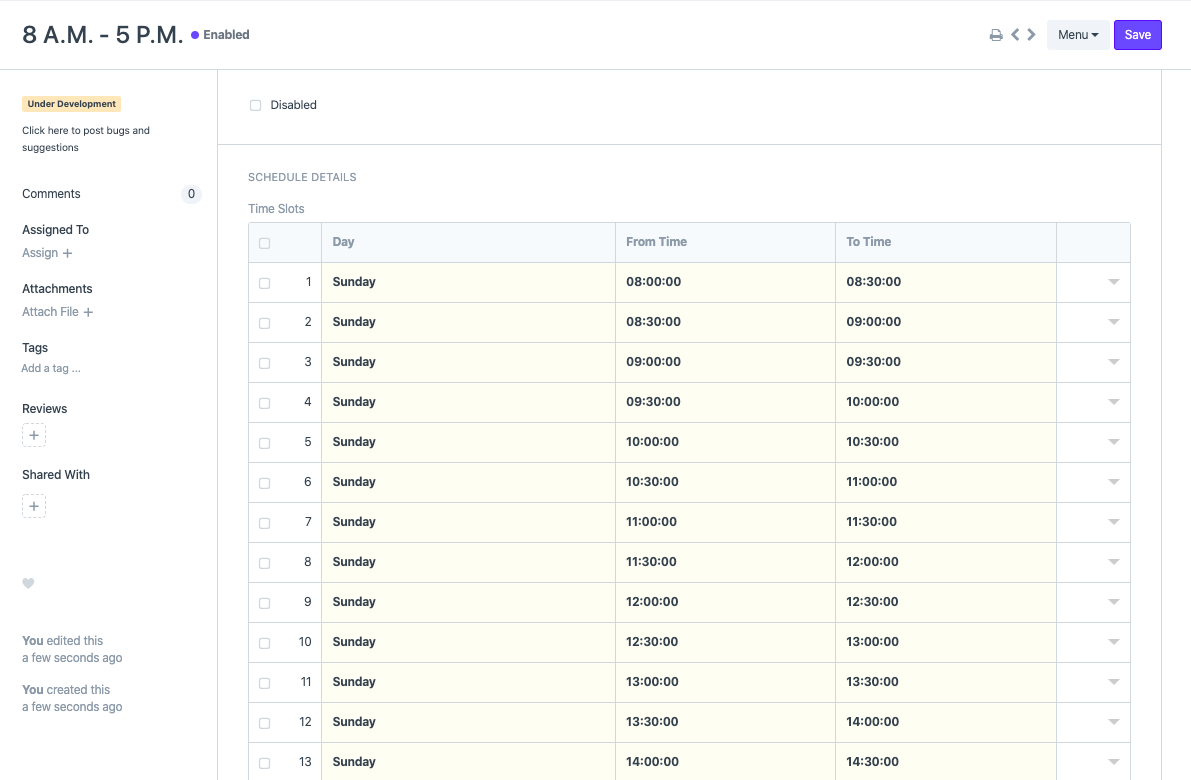 8 A.M. - 5 P.M. Enabled Menu Save
Under Development
Click here to post bugs and
suggestions
Comments 0
Assigned To
Assign +
Attachments
Attach File +
Tags
Add a tag ...
Reviews
+
Shared With
+
You edited this
a few seconds ago
You created this
a few seconds ago
Disabled
SCHEDULE DETAILS
Time Slots
Day From Time To Time
1 Sunday 08:00:00 08:30:00
2 Sunday 08:30:00 09:00:00
3 Sunday 09:00:00 09:30:00
4 Sunday 09:30:00 10:00:00
5 Sunday 10:00:00 10:30:00
6 Sunday 10:30:00 11:00:00
7 Sunday 11:00:00 11:30:00
8 Sunday 11:30:00 12:00:00
9 Sunday 12:00:00 12:30:00
10 Sunday 12:30:00 13:00:00
11 Sunday 13:00:00 13:30:00
12 Sunday 13:30:00 14:00:00
13 Sunday 14:00:00 14:30:00